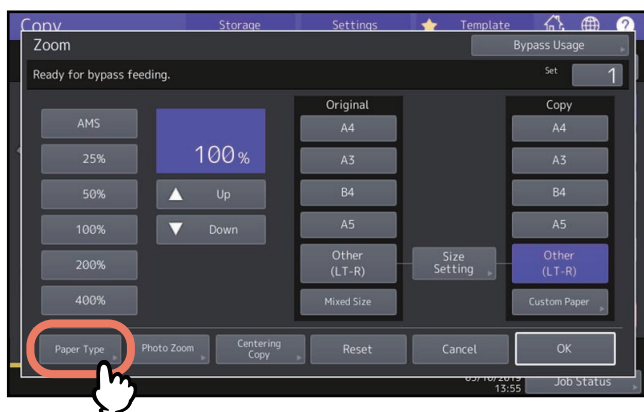 Copy Storage Settings Template ?
Zoom Bypass Usage
Ready for bypass feeding. Set 1
Original Copy
AMS A4 A4
25% 100 % A3 A3
50% Up B4 B4
100% Down A5 A5
200% Other (LT-R) Size Setting Other (LT-R)
400% Mixed Size Custom Paper
Paper Type Photo Zoom Centering Copy Reset Cancel OK
13:55 Job Status